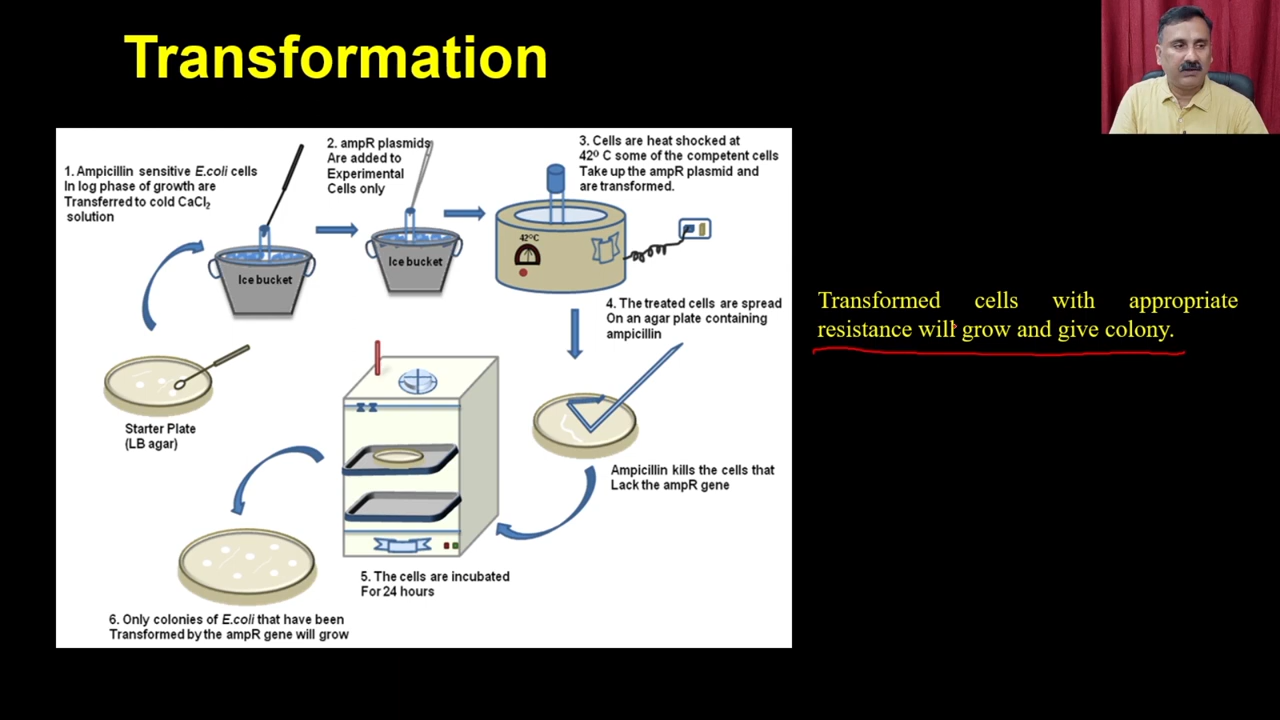 Transformation
1. Ampicillin sensitive E.coli cells
In log phase of growth are
Transferred to cold CaCl₂
solution
2. ampR plasmids
Are added to
Experimental
Cells only
3. Cells are heat shocked at
42⁰ C some of the competent cells
Take up the ampR plasmid and
are transformed.
Ice bucket
Ice bucket
42⁰C
4. The treated cells are spread
On an agar plate containing
ampicillin
Transformed cells with appropriate
resistance will grow and give colony.
Starter Plate
(LB agar)
Ampicillin kills the cells that
Lack the ampR gene
5. The cells are incubated
For 24 hours
6. Only colonies of E.coli that have been
Transformed by the ampR gene will grow